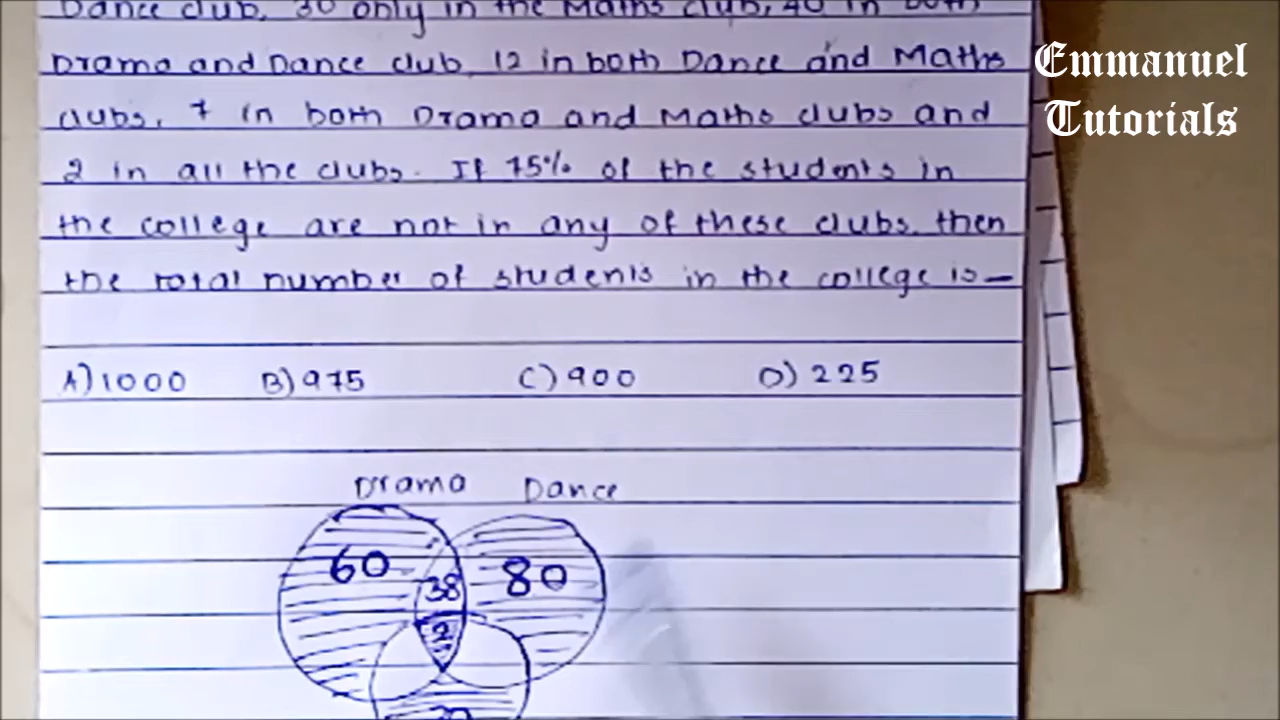 Dance club, 30 only in the Maths club, 40 in both
Drama and Dance club, 12 in both Dance and Maths
clubs, 7 in both Drama and Maths clubs and
2 in all the clubs. If 75% of the students in
the college are not in any of these clubs, then
the total number of students in the college is—
A) 1000 B) 975 C) 900 D) 225
Drama Dance
60 38 80
2
30
Emmanuel
Tutorials